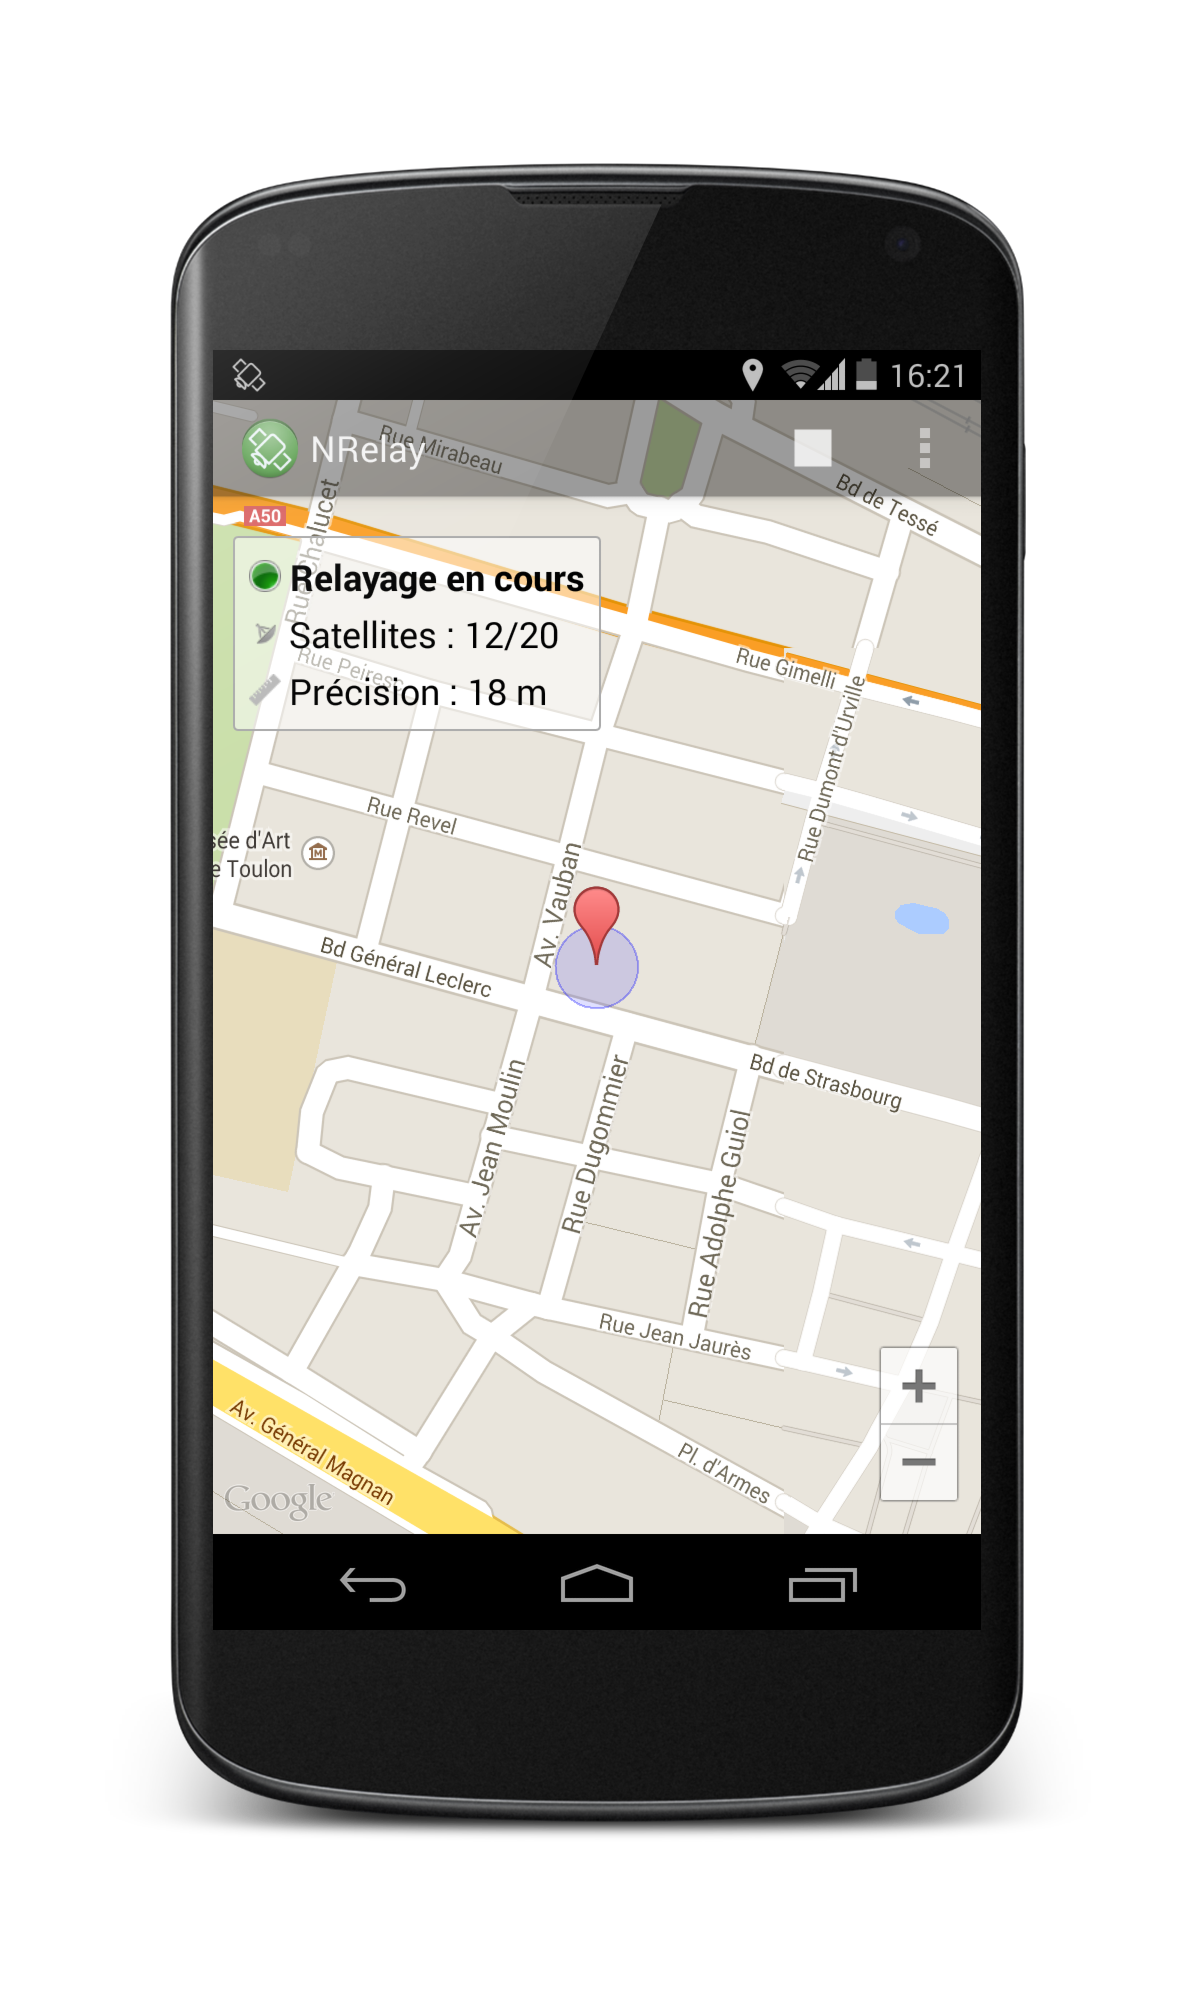 16:21
NRelay
Rue Mirabeau
Bd de Tessé
A50
Rue Chalucet
Relayage en cours
Satellites : 12/20
Rue Peiresc
Précision : 18 m
Rue Gimelli
Rue Dumont d'Urville
Rue Revel
sée d'Art
e Toulon
M
Av. Vauban
Bd Général Leclerc
Bd de Strasbourg
Av. Jean Moulin
Rue Dugommier
Rue Adolphe Guiol
Rue Jean Jaurès
+
−
Av. Général Magnan
Pl. d'Armes
Google